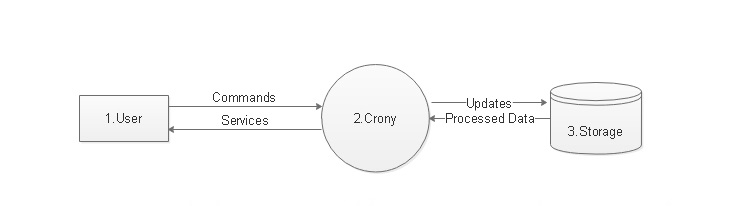 Commands
1.User
Services
2.Crony
Updates
Processed Data
3.Storage